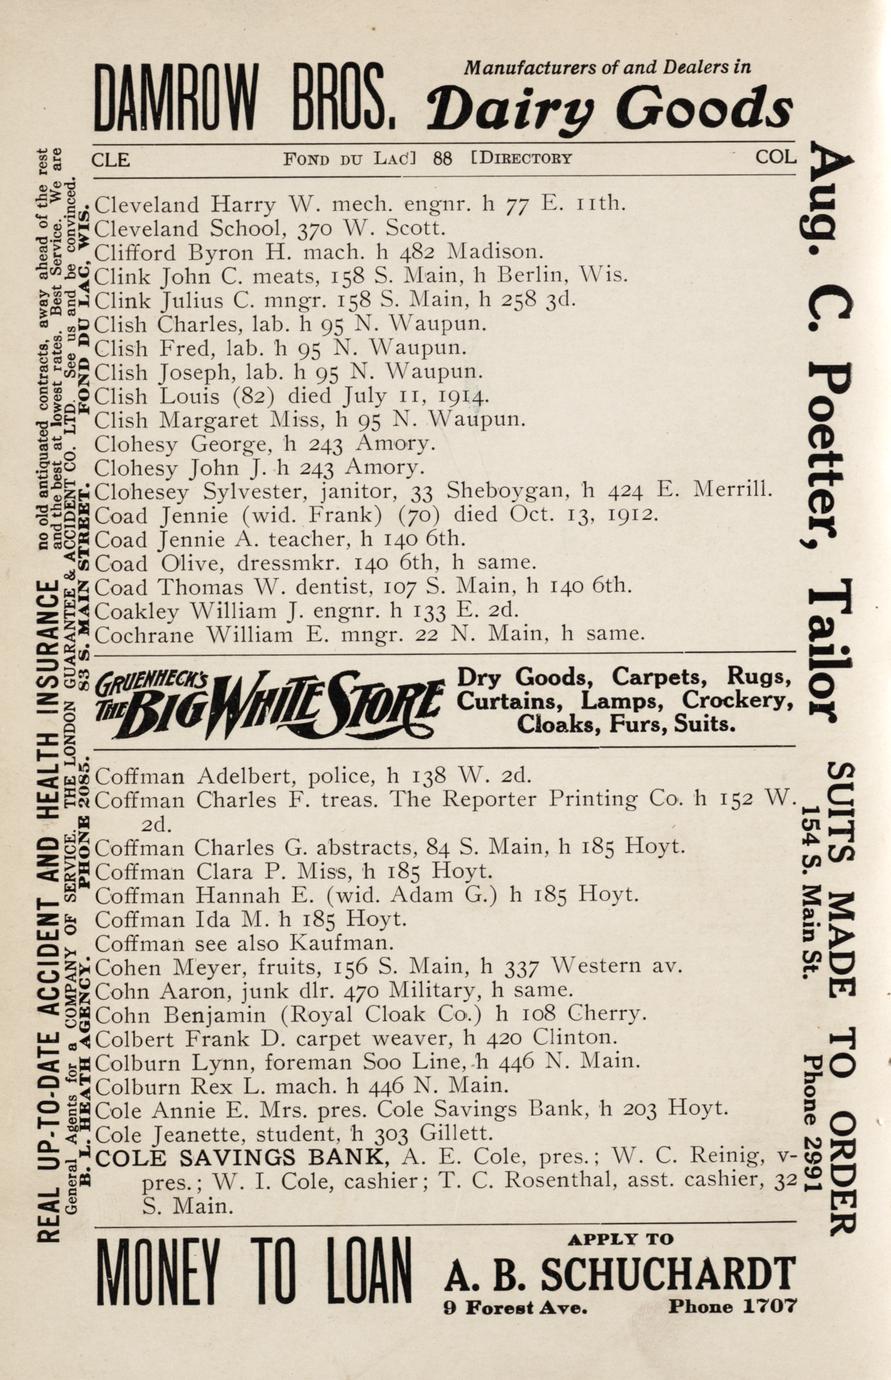 DAMROW BROS.
Manufacturers of and Dealers in
Dairy Goods
CLE FOND DU LAC] 88 [DIRECTORY COL
Cleveland Harry W. mech. engnr. h 77 E. 11th.
Cleveland School, 370 W. Scott.
Clifford Byron H. mach. h 482 Madison.
Clink John C. meats, 158 S. Main, h Berlin, Wis.
Clink Julius C. mngr. 158 S. Main, h 258 3d.
Clish Charles, lab. h 95 N. Waupun.
Clish Fred, lab. h 95 N. Waupun.
Clish Joseph, lab. h 95 N. Waupun.
Clish Louis (82) died July 11, 1914.
Clish Margaret Miss, h 95 N. Waupun.
Clohesy George, h 243 Amory.
Clohesy John J. h 243 Amory.
Clohesey Sylvester, janitor, 33 Sheboygan, h 424 E. Merrill.
Coad Jennie (wid. Frank) (70) died Oct. 13, 1912.
Coad Jennie A. teacher, h 140 6th.
Coad Olive, dressmkr. 140 6th, h same.
Coad Thomas W. dentist, 107 S. Main, h 140 6th.
Coakley William J. engnr. h 133 E. 2d.
Cochrane William E. mngr. 22 N. Main, h same.
GRUENHECK'S
THE BIG WHITE STORE
Dry Goods, Carpets, Rugs,
Curtains, Lamps, Crockery,
Cloaks, Furs, Suits.
Coffman Adelbert, police, h 138 W. 2d.
Coffman Charles F. treas. The Reporter Printing Co. h 152 W.
2d.
Coffman Charles G. abstracts, 84 S. Main, h 185 Hoyt.
Coffman Clara P. Miss, h 185 Hoyt.
Coffman Hannah E. (wid. Adam G.) h 185 Hoyt.
Coffman Ida M. h 185 Hoyt.
Coffman see also Kaufman.
Cohen Meyer, fruits, 156 S. Main, h 337 Western av.
Cohn Aaron, junk dlr. 470 Military, h same.
Cohn Benjamin (Royal Cloak Co.) h 108 Cherry.
Colbert Frank D. carpet weaver, h 420 Clinton.
Colburn Lynn, foreman Soo Line, h 446 N. Main.
Colburn Rex L. mach. h 446 N. Main.
Cole Annie E. Mrs. pres. Cole Savings Bank, h 203 Hoyt.
Cole Jeanette, student, h 303 Gillett.
COLE SAVINGS BANK, A. E. Cole, pres.; W. C. Reinig, v-
pres.; W. I. Cole, cashier; T. C. Rosenthal, asst. cashier, 32
S. Main.
MONEY TO LOAN
APPLY TO
A. B. SCHUCHARDT
9 Forest Ave. Phone 1707
REAL UP-TO-DATE ACCIDENT AND HEALTH INSURANCE
no old antiquated contracts, away ahead of the rest
and the best at lowest rates. Best Service. We are
General Agents for a COMPANY OF SERVICE. THE LONDON GUARANTEE & ACCIDENT CO. LTD. See us and be convinced.
B. L. HEATH AGENCY. PHONE 2085. 83 S. MAIN STREET. FOND DU LAC, WIS.
Aug. C. Poetter, Tailor
SUITS MADE TO ORDER
154 S. Main St. Phone 2991